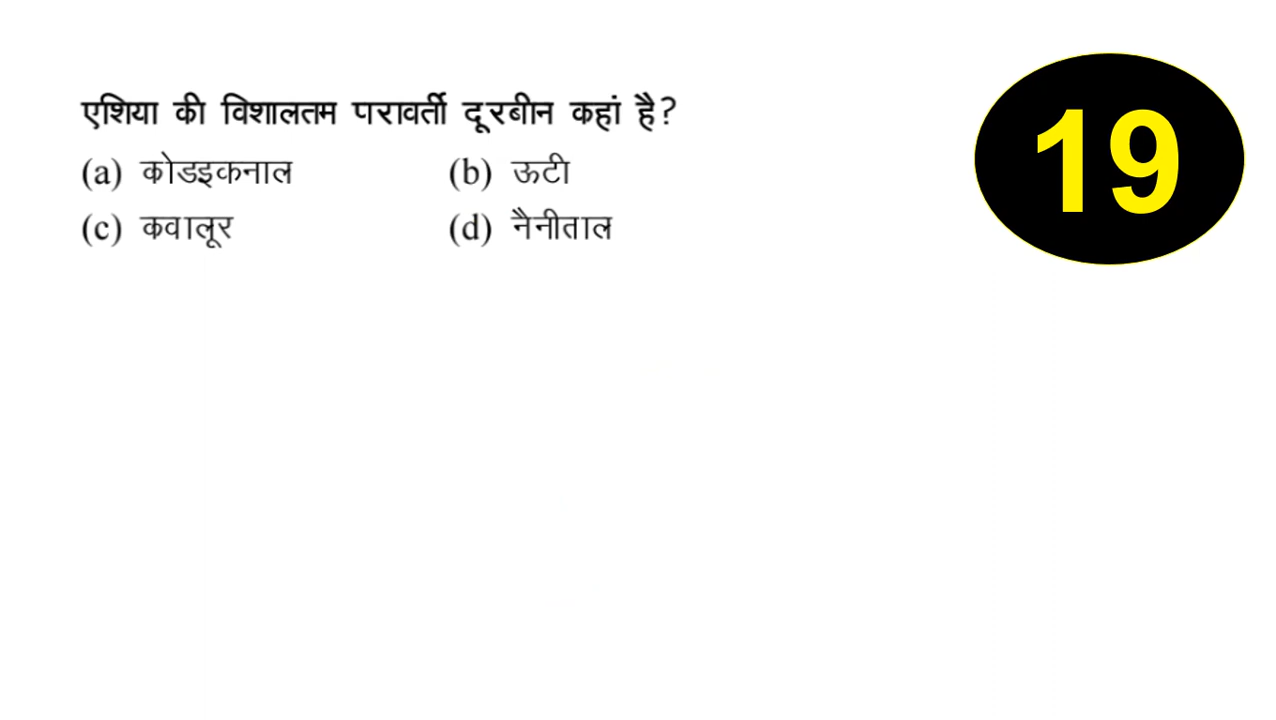 एशिया की विशालतम परावर्ती दूरबीन कहां है?
(a) कोडइकनाल (b) ऊटी
(c) कवालूर (d) नैनीताल
19